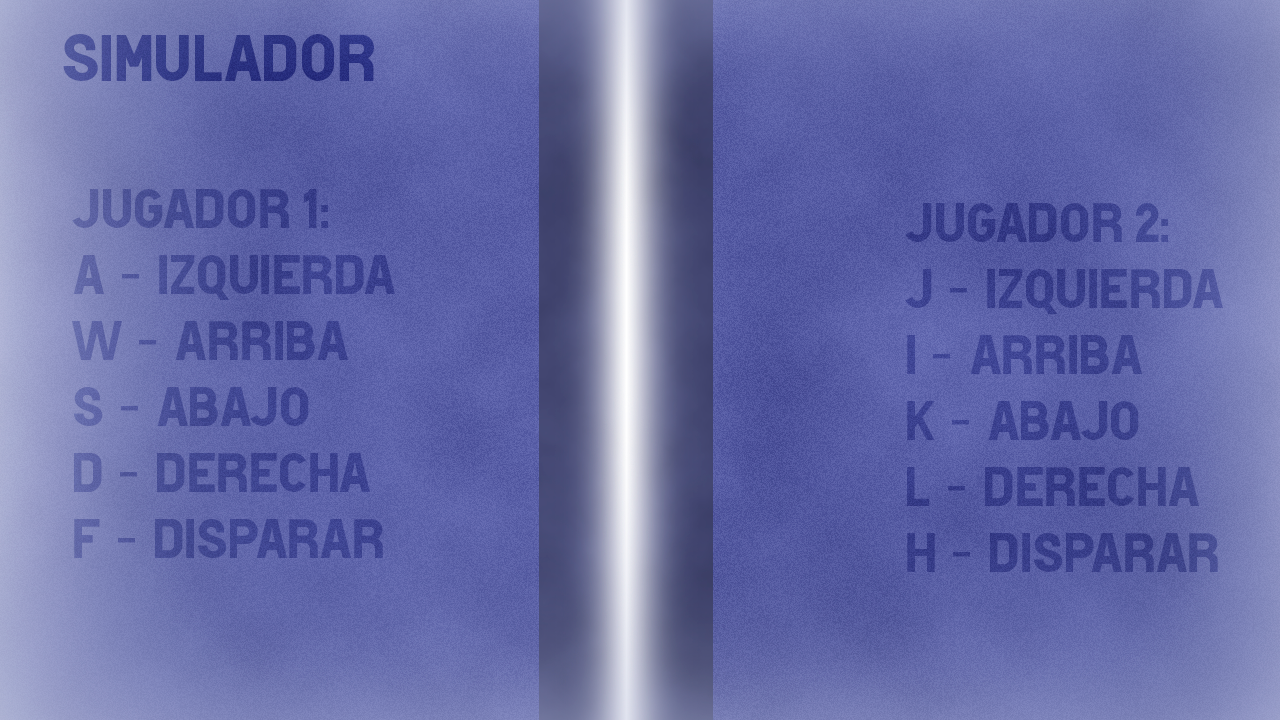 SIMULADOR
JUGADOR 1:
A - IZQUIERDA
W - ARRIBA
S - ABAJO
D - DERECHA
F - DISPARAR
JUGADOR 2:
J - IZQUIERDA
I - ARRIBA
K - ABAJO
L - DERECHA
H - DISPARAR